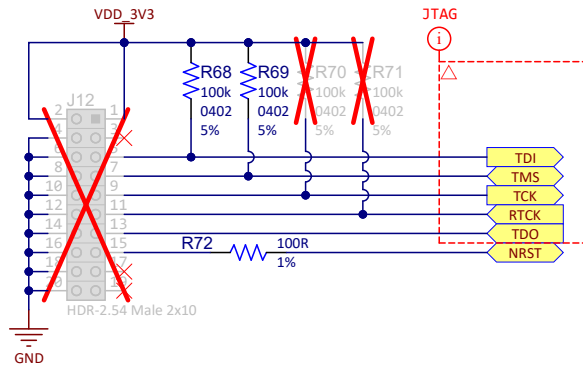 VDD_3V3
JTAG
i
R68
100k
0402
5%
R69
100k
0402
5%
R70
100k
0402
5%
R71
100k
0402
5%
J12
2
1
4
3
6
5
TDI
8
7
TMS
10
9
TCK
12
11
RTCK
14
13
TDO
16
15
R72
100R
1%
NRST
18
17
20
HDR-2.54 Male 2x10
GND